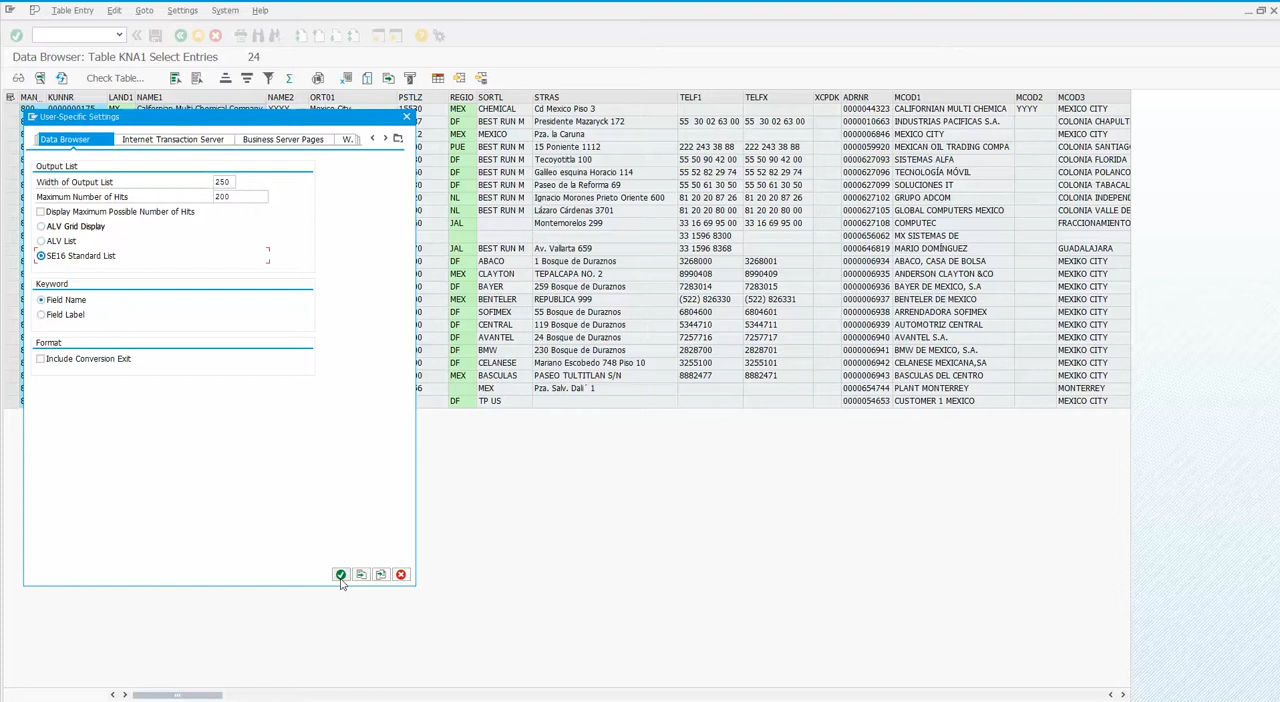 Table Entry Edit Goto Settings System Help
Data Browser: Table KNA1 Select Entries 24
Check Table...
MAN_ KUNNR LAND1 NAME1 NAME2 ORT01 PSTLZ REGIO SORTL STRAS TELF1 TELFX XCPDK ADRNR MCOD1 MCOD2 MCOD3
MEX CHEMICAL Cd Mexico Piso 3 0000044323 CALIFORNIAN MULTI CHEMICA YYYY MEXICO CITY
DF BEST RUN M Presidente Mazaryck 172 55 30 02 63 00 55 30 02 63 00 0000010663 INDUSTRIAS PACIFICAS S.A. COLONIA CHAPULT
MEX MEXICO Pza. la Caruna 0000006846 MEXICO CITY MEXICO CITY
PUE BEST RUN M 15 Poniente 1112 222 243 38 88 222 243 38 88 0000059920 MEXICAN OIL TRADING COMPA MEXICO CITY
DF BEST RUN M Tecoyotitla 100 55 50 90 42 00 55 50 90 42 00 0000627093 SISTEMAS ALFA COLONIA FLORIDA
DF BEST RUN M Galileo esquina Horacio 114 55 52 82 29 74 55 52 82 29 74 0000627095 TECNOLOGÍA MÓVIL COLONIA POLANCO
DF BEST RUN M Paseo de la Reforma 69 55 50 61 30 50 55 50 61 30 50 0000627099 SOLUCIONES IT COLONIA TABACAL
NL BEST RUN M Ignacio Morones Prieto Oriente 600 81 20 20 87 26 81 20 20 87 26 0000627102 GRUPO ADCOM COLONIA
NL BEST RUN M Lázaro Cárdenas 3701 81 20 20 80 00 81 20 20 80 00 0000627105 GLOBAL COMPUTERS MEXICO COLONIA VALLE DE
JAL Montemorelos 299 33 16 69 95 00 33 16 69 95 00 0000627108 COMPUTEC FRACCIONAMIENTO
33 1596 8300 0000656062 MX SISTEMAS DE
JAL BEST RUN M Av. Vallarta 659 33 1596 8368 0000646819 MARIO DOMÍNGUEZ GUADALAJARA
DF ABACO 1 Bosque de Duraznos 3268000 3268001 0000006934 ABACO, CASA DE BOLSA MEXIKO CITY
MEX CLAYTON TEPALCAPA NO. 2 8990408 8990409 0000006935 ANDERSON CLAYTON &CO MEXIKO CITY
DF BAYER 259 Bosque de Duraznos 7283014 7283015 0000006936 BAYER DE MEXICO, S.A MEXIKO CITY
MEX BENTELER REPUBLICA 999 (522) 826330 (522) 826331 0000006937 BENTELER DE MEXICO MEXIKO CITY
DF SOFIMEX 55 Bosque de Duraznos 6804600 6804601 0000006938 ARRENDADORA SOFIMEX MEXIKO CITY
DF CENTRAL 119 Bosque de Duraznos 5344710 5344711 0000006939 AUTOMOTRIZ CENTRAL MEXIKO CITY
DF AVANTEL 24 Bosque de Duraznos 7257716 7257717 0000006940 AVANTEL S.A. MEXIKO CITY
DF BMW 230 Bosque de Duraznos 2828700 2828701 0000006941 BMW DE MEXICO, S.A. MEXIKO CITY
DF CELANESE Mariano Escobedo 748 Piso 10 3255100 3255101 0000006942 CELANESE MEXICANA,SA MEXIKO CITY
MEX BASCULAS PASEO TULTITLAN S/N 8882477 8882471 0000006943 BASCULAS DEL CENTRO MEXIKO CITY
MEX Pza. Salv. Dali´ 1 0000654744 PLANT MONTERREY MONTERREY
DF TP US 0000054653 CUSTOMER 1 MEXICO MEXIKO CITY
User-Specific Settings
Data Browser Internet Transaction Server Business Server Pages W.
Output List
Width of Output List 250
Maximum Number of Hits 200
Display Maximum Possible Number of Hits
ALV Grid Display
ALV List
SE16 Standard List
Keyword
Field Name
Field Label
Format
Include Conversion Exit